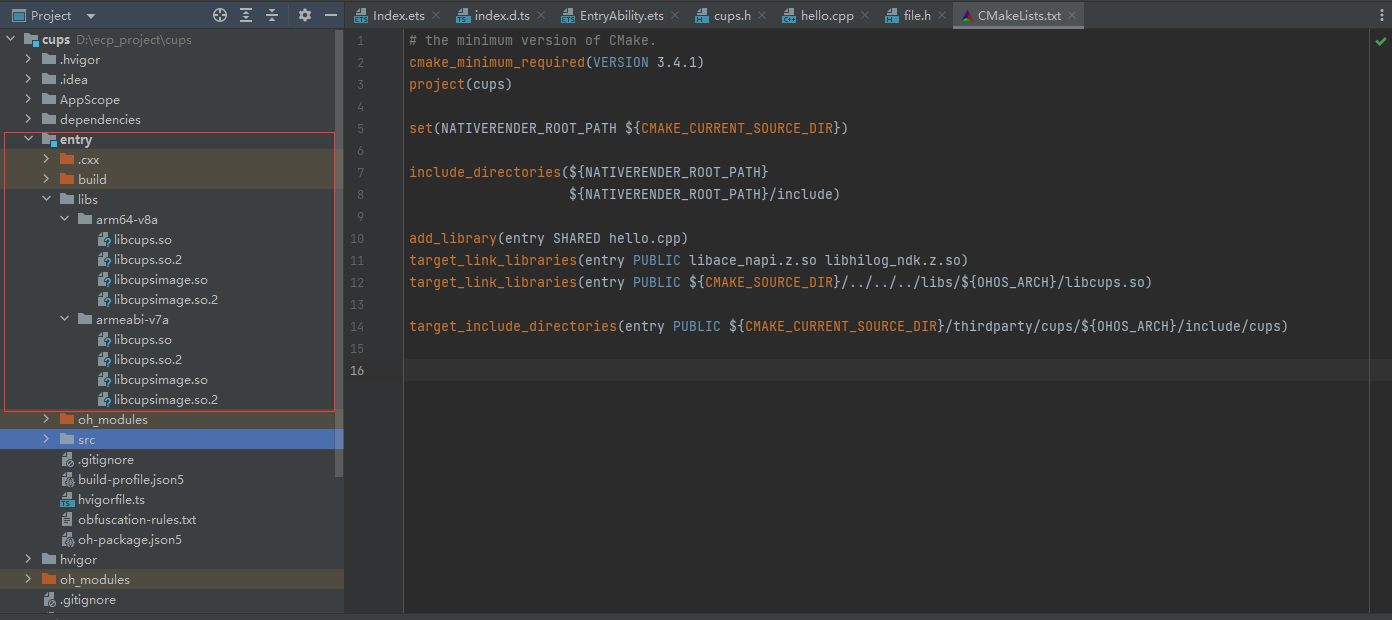 Project
Index.ets
index.d.ts
EntryAbility.ets
cups.h
hello.cpp
file.h
CMakeLists.txt
cups D:\ecp_project\cups
.hvigor
.idea
AppScope
dependencies
entry
.cxx
build
libs
arm64-v8a
libcups.so
libcups.so.2
libcupsimage.so
libcupsimage.so.2
armeabi-v7a
libcups.so
libcups.so.2
libcupsimage.so
libcupsimage.so.2
oh_modules
src
.gitignore
build-profile.json5
hvigorfile.ts
obfuscation-rules.txt
oh-package.json5
hvigor
oh_modules
.gitignore
1 # the minimum version of CMake.
2 cmake_minimum_required(VERSION 3.4.1)
3 project(cups)
4
5 set(NATIVERENDER_ROOT_PATH ${CMAKE_CURRENT_SOURCE_DIR})
6
7 include_directories(${NATIVERENDER_ROOT_PATH}
8 ${NATIVERENDER_ROOT_PATH}/include)
9
10 add_library(entry SHARED hello.cpp)
11 target_link_libraries(entry PUBLIC libace_napi.z.so libhilog_ndk.z.so)
12 target_link_libraries(entry PUBLIC ${CMAKE_SOURCE_DIR}/../../../libs/${OHOS_ARCH}/libcups.so)
13
14 target_include_directories(entry PUBLIC ${CMAKE_CURRENT_SOURCE_DIR}/thirdparty/cups/${OHOS_ARCH}/include/cups)
15
16